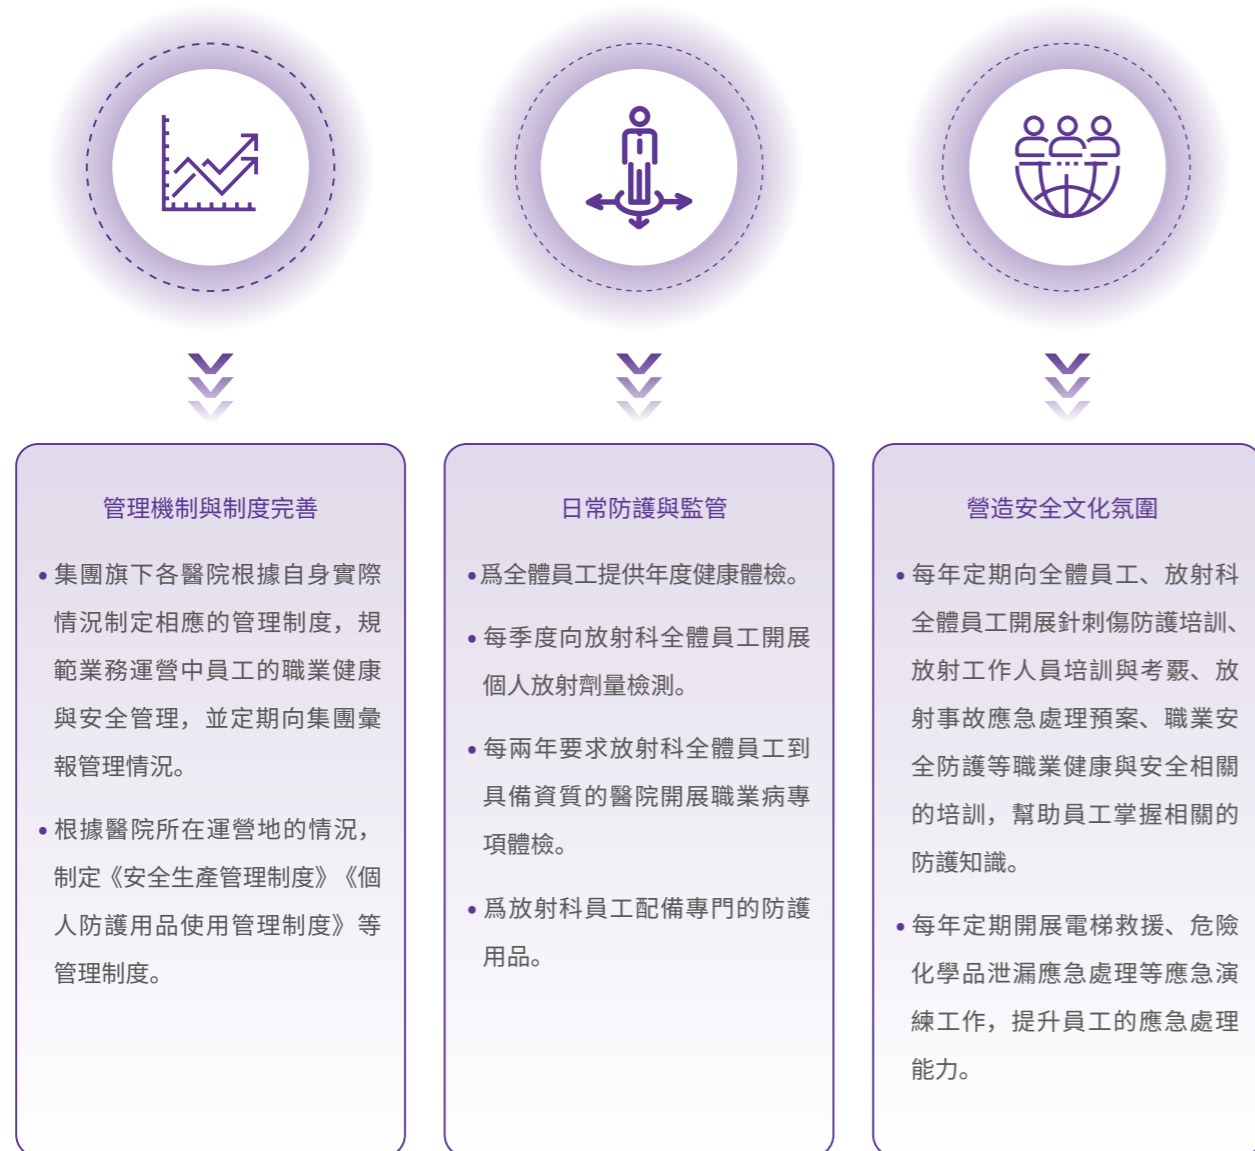 管理機制與制度完善
• 集團旗下各醫院根據自身實際
情況制定相應的管理制度，規
範業務運營中員工的職業健康
與安全管理，並定期向集團彙
報管理情況。
• 根據醫院所在運營地的情況，
制定《安全生產管理制度》《個
人防護用品使用管理制度》等
管理制度。
日常防護與監管
• 爲全體員工提供年度健康體檢。
• 每季度向放射科全體員工開展
個人放射劑量檢測。
• 每兩年要求放射科全體員工到
具備資質的醫院開展職業病專
項體檢。
• 爲放射科員工配備專門的防護
用品。
營造安全文化氛圍
• 每年定期向全體員工、放射科
全體員工開展針刺傷防護培訓、
放射工作人員培訓與考覈、放
射事故應急處理預案、職業安
全防護等職業健康與安全相關
的培訓，幫助員工掌握相關的
防護知識。
• 每年定期開展電梯救援、危險
化學品泄漏應急處理等應急演
練工作，提升員工的應急處理
能力。